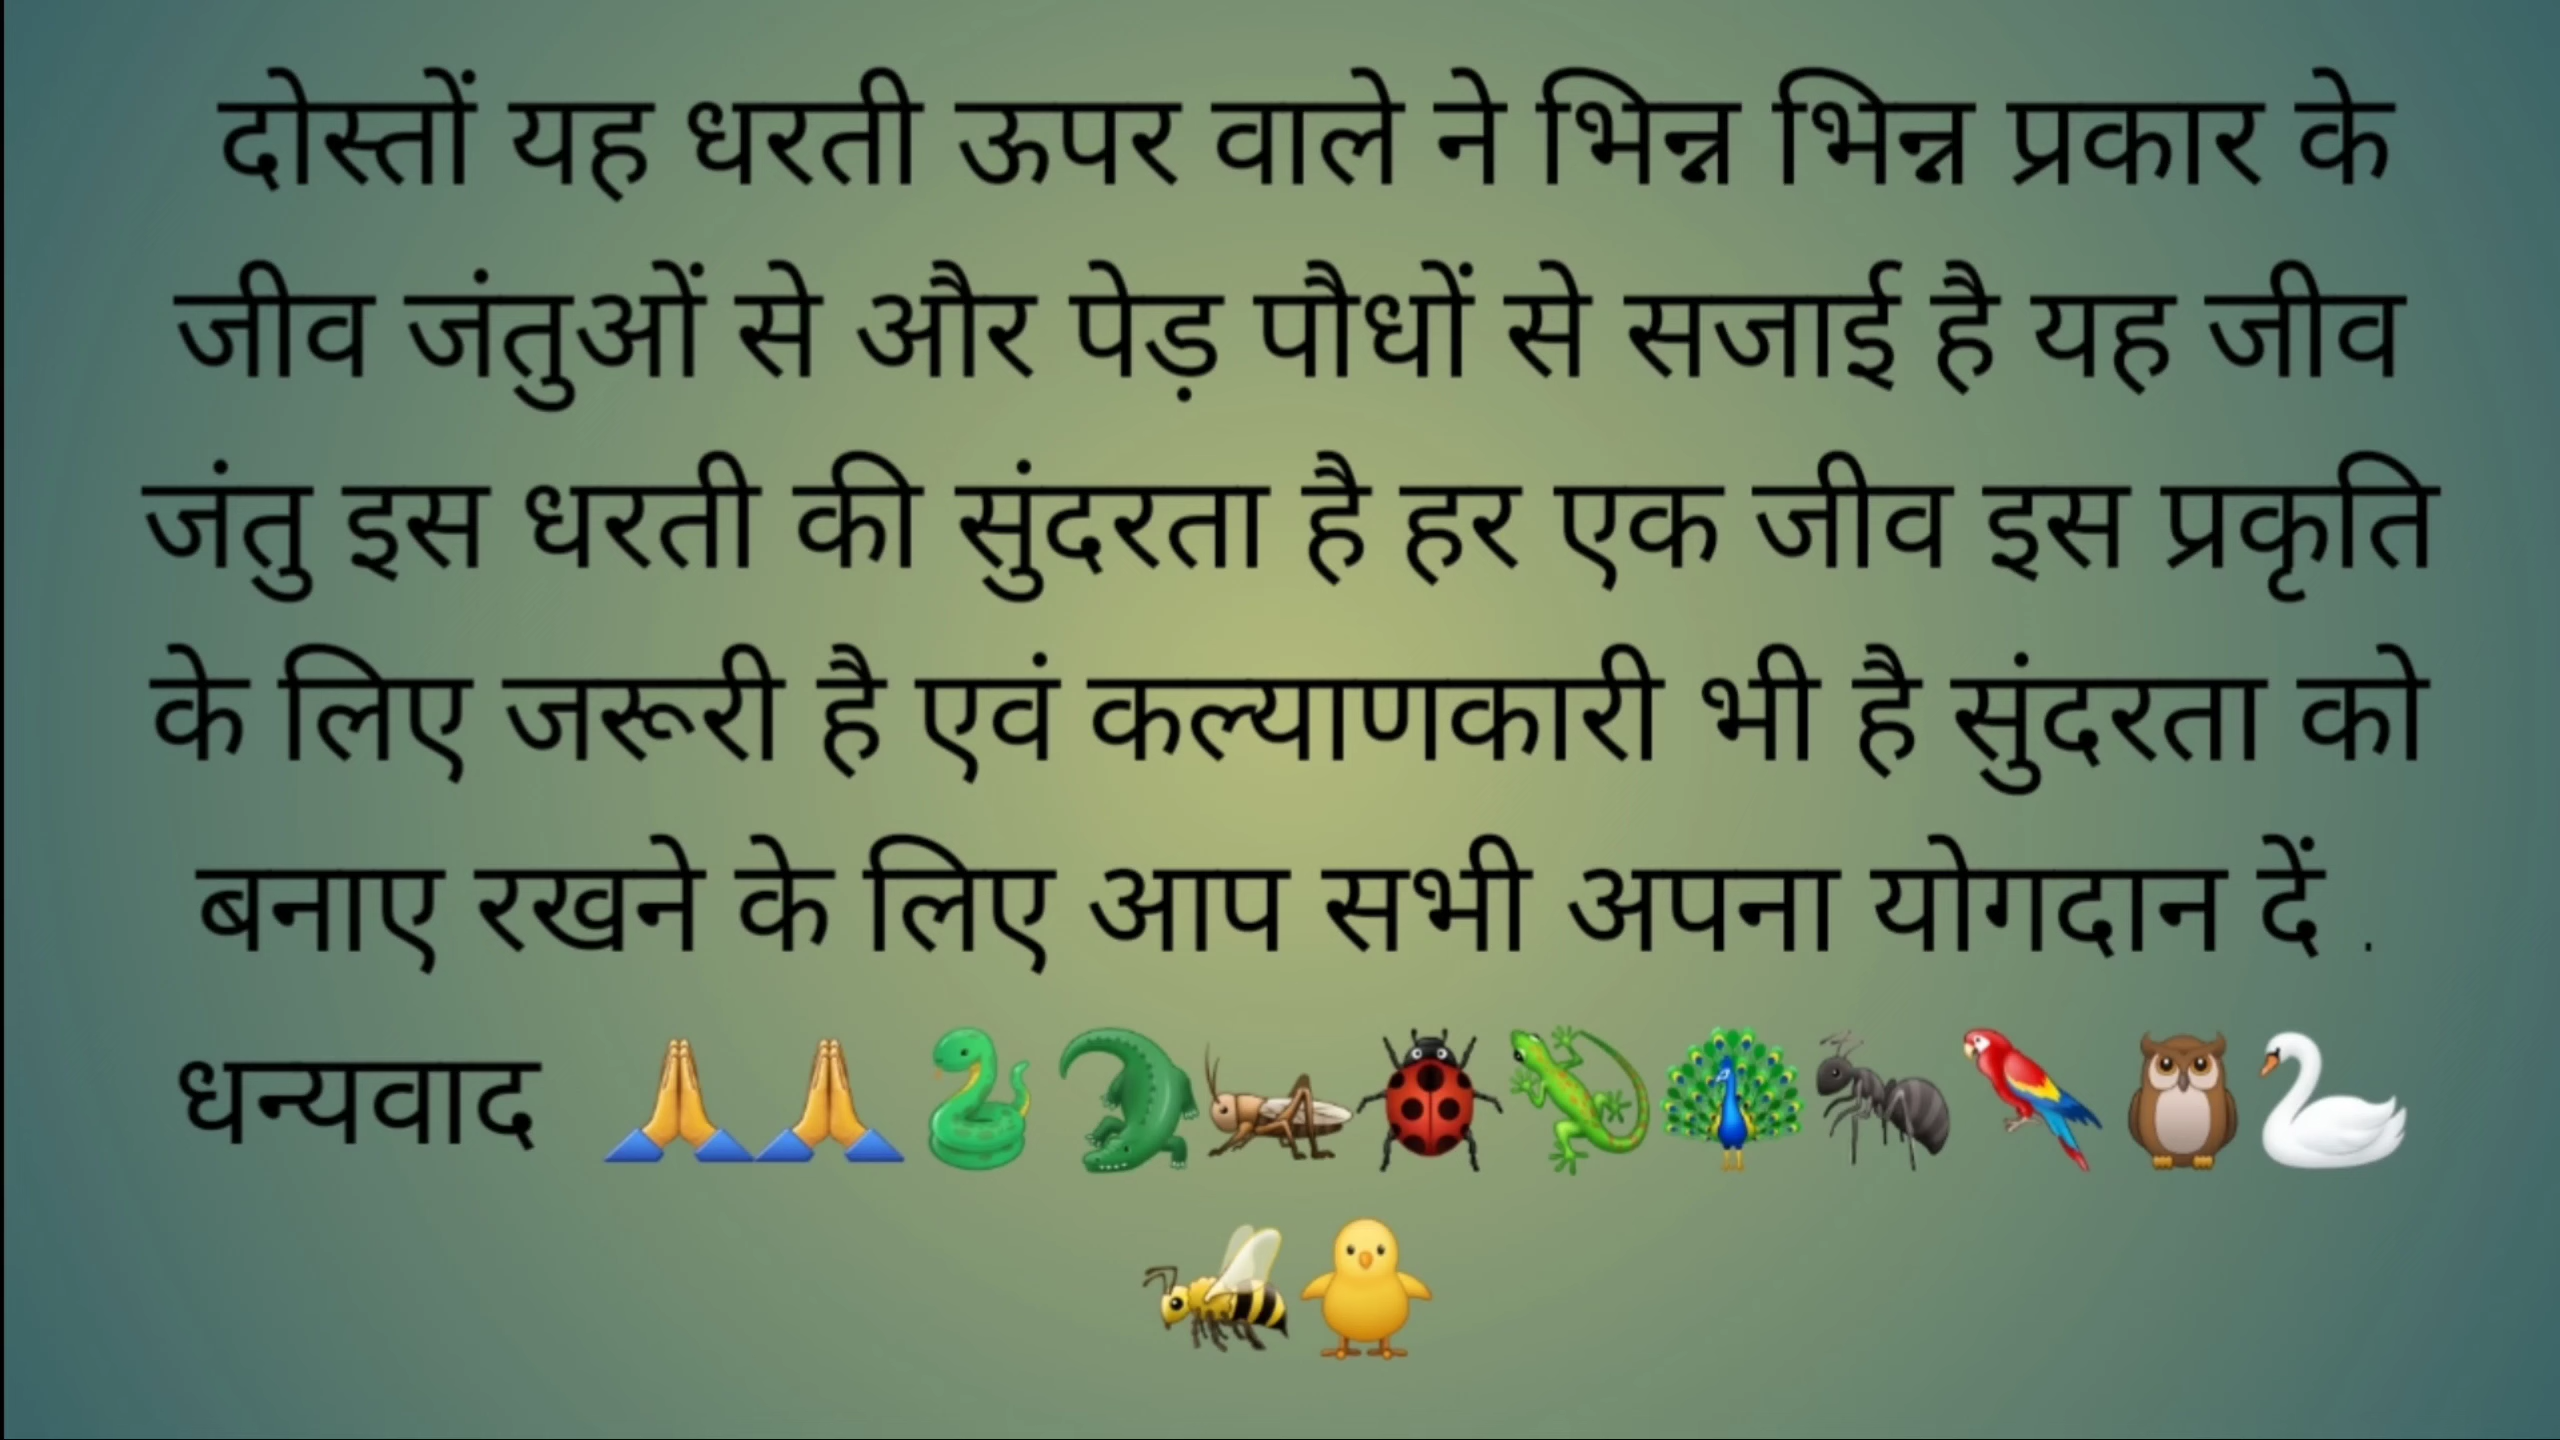 दोस्तों यह धरती ऊपर वाले ने भिन्न भिन्न प्रकार के
जीव जंतुओं से और पेड़ पौधों से सजाई है यह जीव
जंतु इस धरती की सुंदरता है हर एक जीव इस प्रकृति
के लिए जरूरी है एवं कल्याणकारी भी है सुंदरता को
बनाए रखने के लिए आप सभी अपना योगदान दें .
धन्यवाद 🙏🙏🐍🐊🦗🐞🦎🦚🐜🦜🦉🦢
🐝🐥